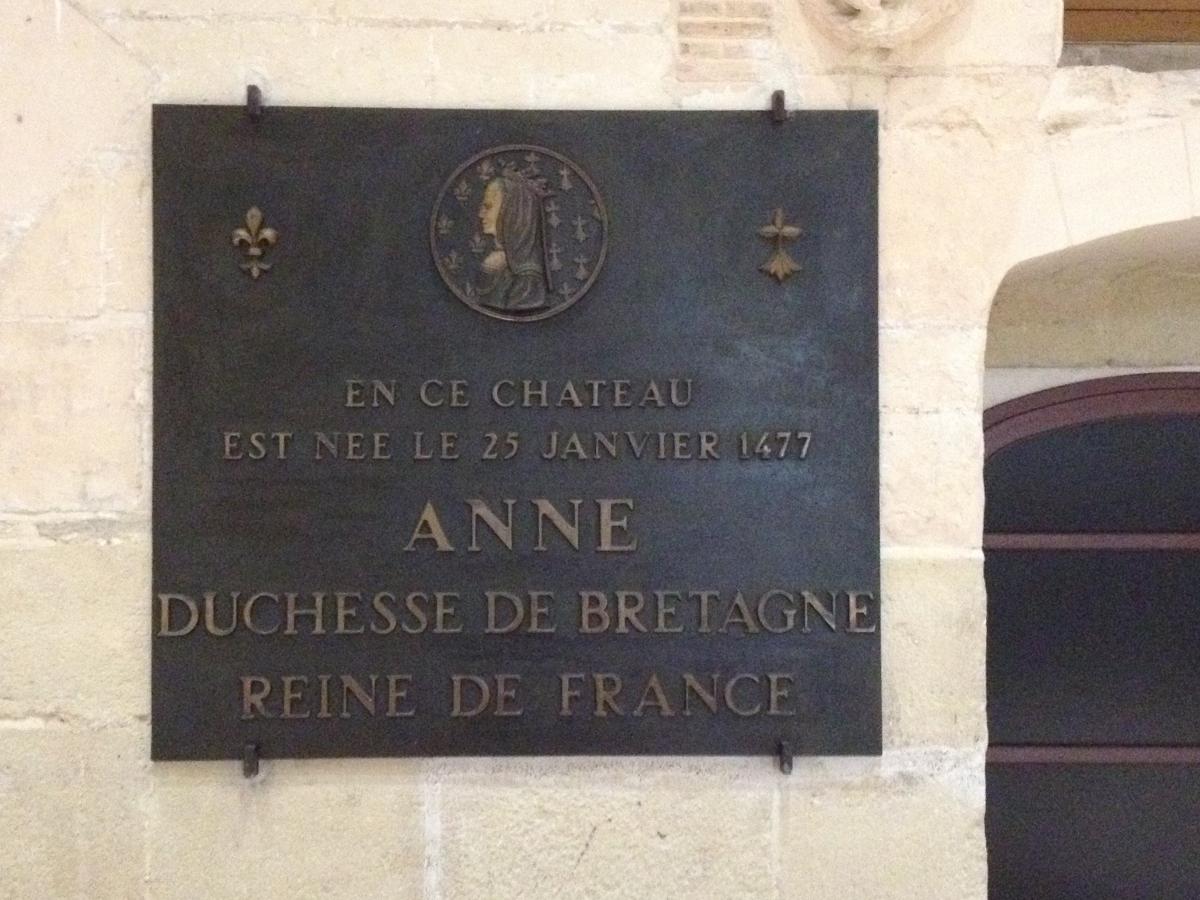 EN CE CHATEAU
EST NEE LE 25 JANVIER 1477
ANNE
DUCHESSE DE BRETAGNE
REINE DE FRANCE